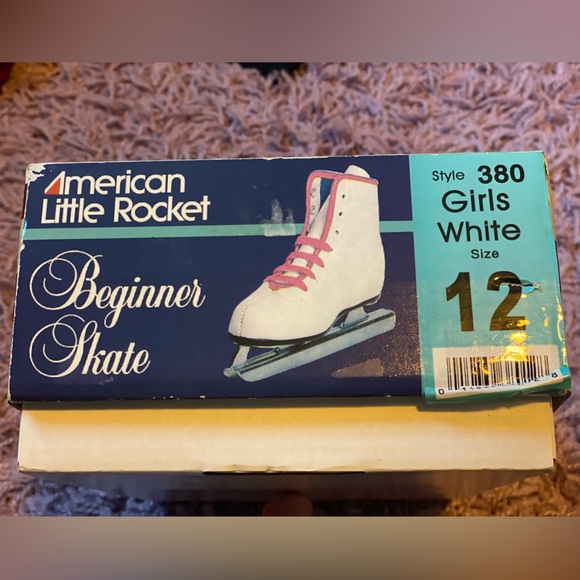 American
Little Rocket
Beginner
Skate
Style 380
Girls
White
Size
12